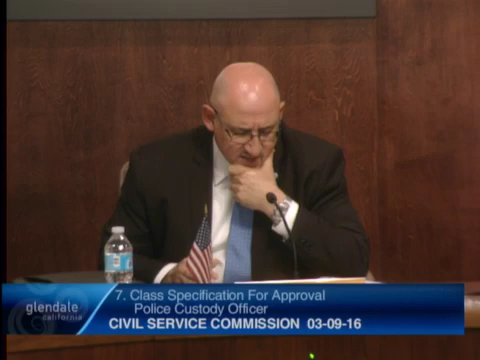 7. Class Specification For Approval
Police Custody Officer
glendale
california
CIVIL SERVICE COMMISSION 03-09-16